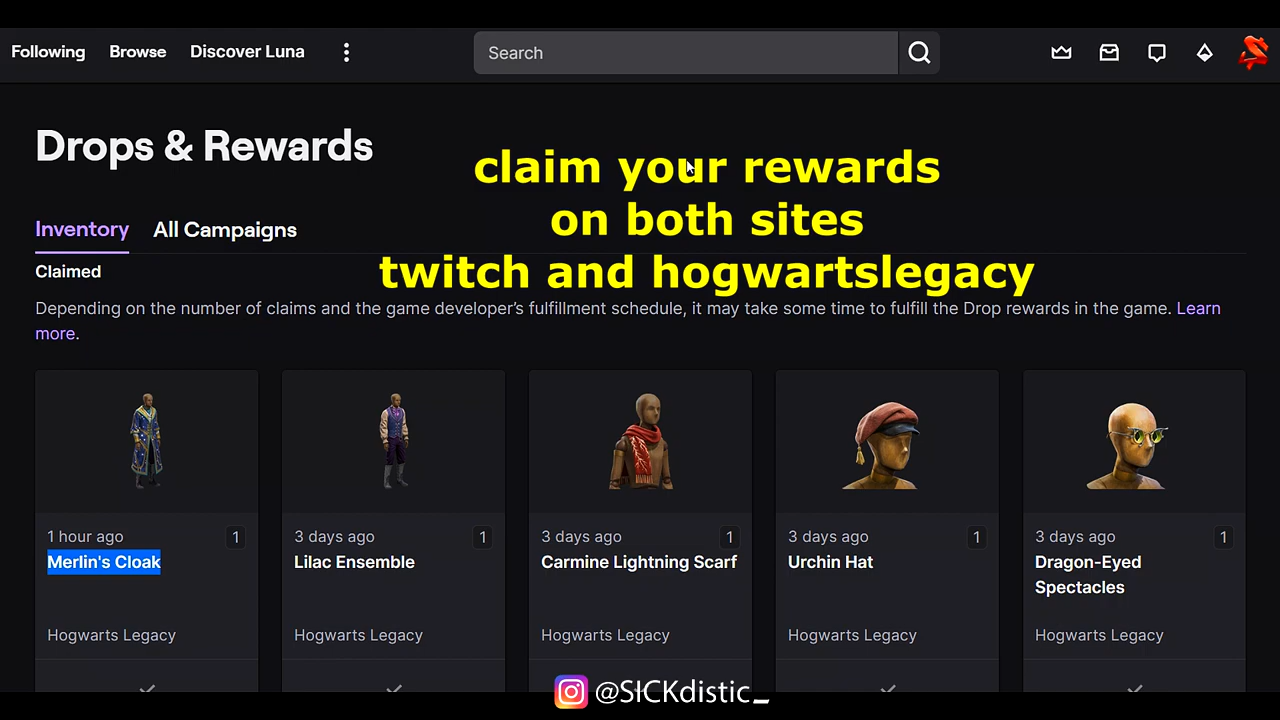 Following Browse Discover Luna Search
Drops & Rewards
claim your rewards
on both sites
twitch and hogwartslegacy
Inventory All Campaigns
Claimed
Depending on the number of claims and the game developer’s fulfillment schedule, it may take some time to fulfill the Drop rewards in the game. Learn
more.
1 hour ago 1
Merlin's Cloak
Hogwarts Legacy
3 days ago 1
Lilac Ensemble
Hogwarts Legacy
3 days ago 1
Carmine Lightning Scarf
Hogwarts Legacy
3 days ago 1
Urchin Hat
Hogwarts Legacy
3 days ago 1
Dragon-Eyed
Spectacles
Hogwarts Legacy
@SICKdistic_